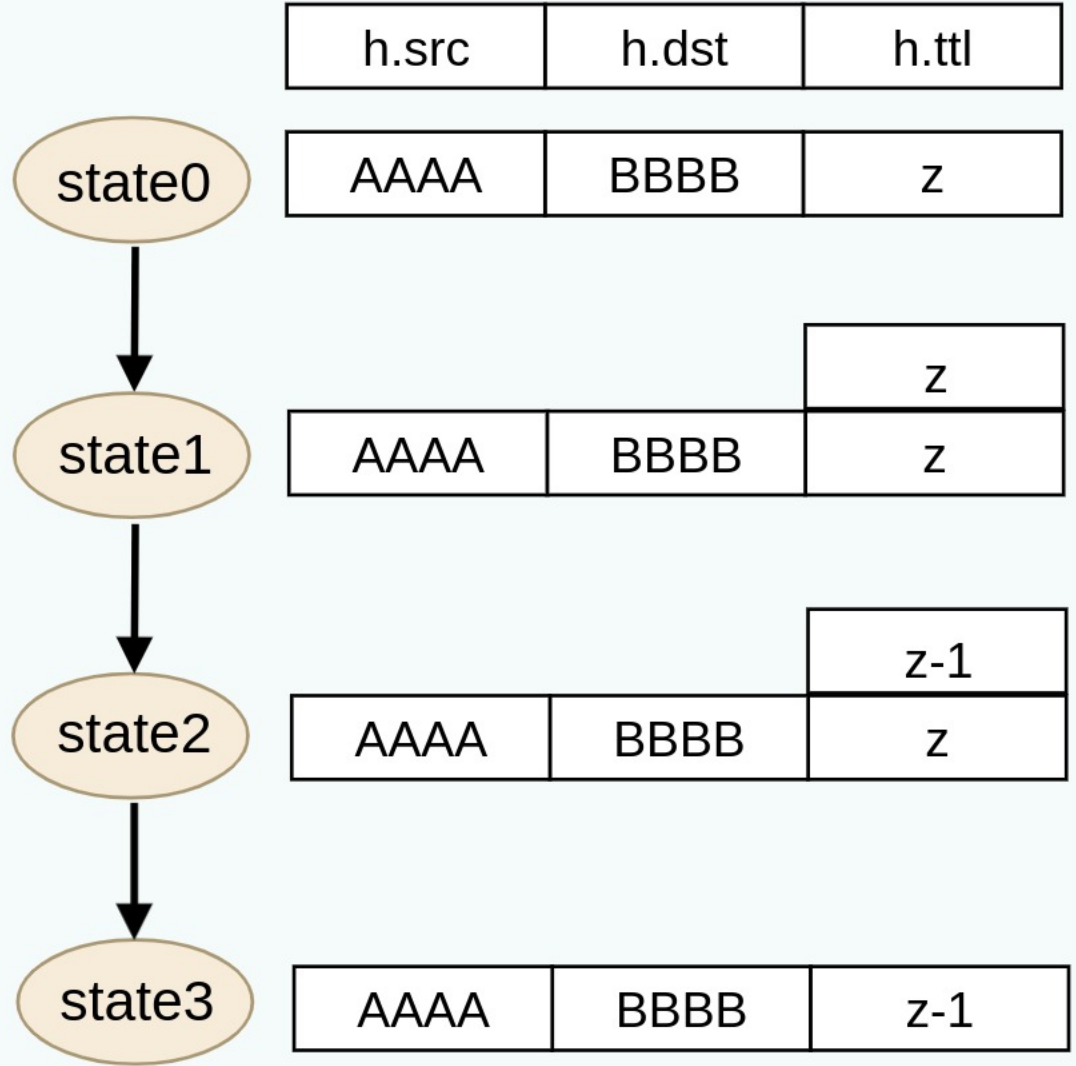 h.src h.dst h.ttl
state0 AAAA BBBB z
z
state1 AAAA BBBB z
z-1
state2 AAAA BBBB z
state3 AAAA BBBB z-1